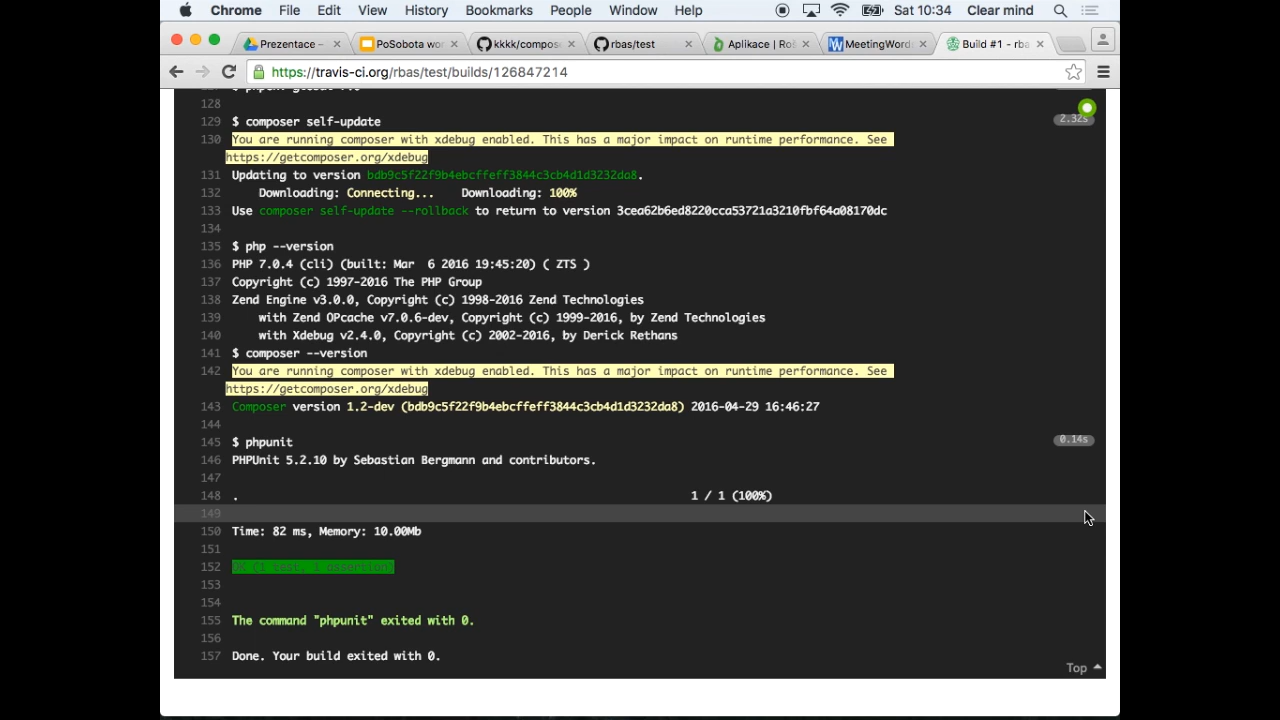 Chrome File Edit View History Bookmarks People Window Help Sat 10:34 Clear mind
Prezentace – PoSobota wo kkkk/compos rbas/test Aplikace | Ro MeetingWord Build #1 - rba
https://travis-ci.org/rbas/test/builds/126847214
128
129 $ composer self-update 2.32s
130 You are running composer with xdebug enabled. This has a major impact on runtime performance. See
https://getcomposer.org/xdebug
131 Updating to version bdb9c5f22f9b4ebcffeff3844c3cb4d1d3232da8.
132 Downloading: Connecting... Downloading: 100%
133 Use composer self-update --rollback to return to version 3cea62b6ed8220cca53721a3210fbf64a08170dc
134
135 $ php --version
136 PHP 7.0.4 (cli) (built: Mar 6 2016 19:45:20) ( ZTS )
137 Copyright (c) 1997-2016 The PHP Group
138 Zend Engine v3.0.0, Copyright (c) 1998-2016 Zend Technologies
139 with Zend OPcache v7.0.6-dev, Copyright (c) 1999-2016, by Zend Technologies
140 with Xdebug v2.4.0, Copyright (c) 2002-2016, by Derick Rethans
141 $ composer --version
142 You are running composer with xdebug enabled. This has a major impact on runtime performance. See
https://getcomposer.org/xdebug
143 Composer version 1.2-dev (bdb9c5f22f9b4ebcffeff3844c3cb4d1d3232da8) 2016-04-29 16:46:27
144
145 $ phpunit 0.14s
146 PHPUnit 5.2.10 by Sebastian Bergmann and contributors.
147
148 . 1 / 1 (100%)
149
150 Time: 82 ms, Memory: 10.00Mb
151
152 OK (1 test, 1 assertion)
153
154
155 The command "phpunit" exited with 0.
156
157 Done. Your build exited with 0.
Top